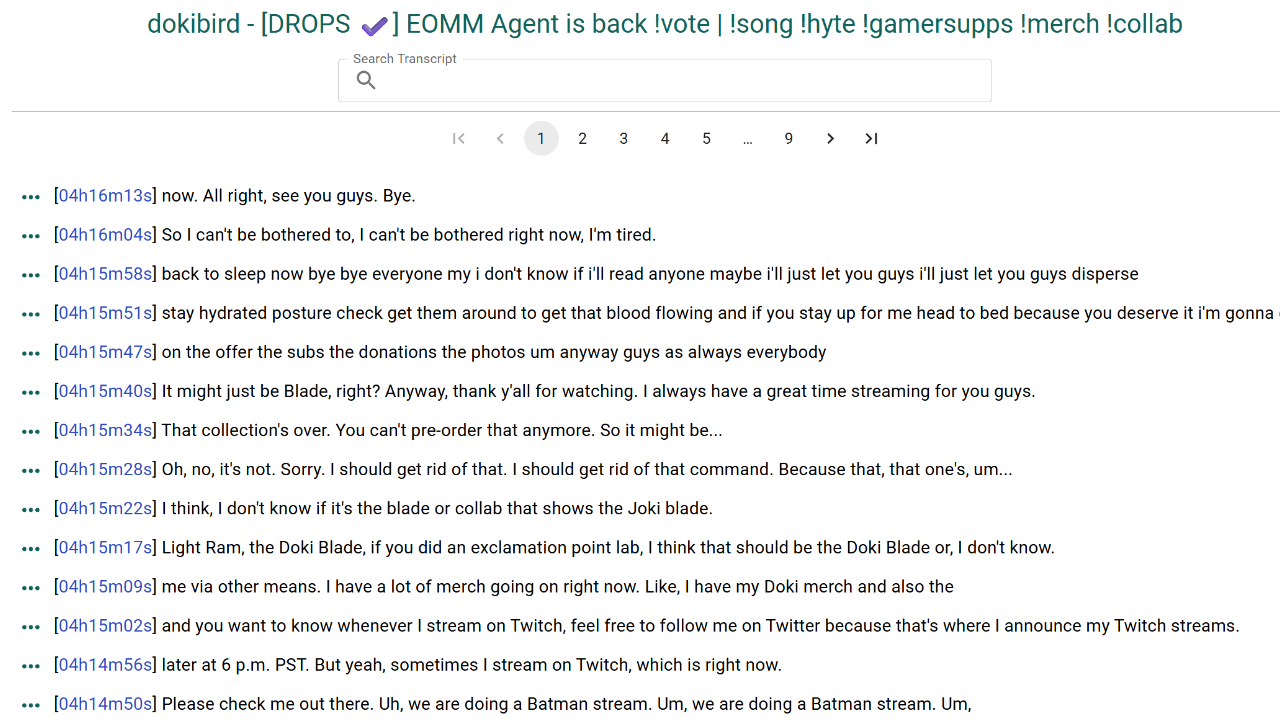 dokibird - [DROPS ✔] EOMM Agent is back !vote | !song !hyte !gamersupps !merch !collab
Search Transcript
1 2 3 4 5 ... 9
[04h16m13s] now. All right, see you guys. Bye.
[04h16m04s] So I can't be bothered to, I can't be bothered right now, I'm tired.
[04h15m58s] back to sleep now bye bye everyone my i don't know if i'll read anyone maybe i'll just let you guys i'll just let you guys disperse
[04h15m51s] stay hydrated posture check get them around to get that blood flowing and if you stay up for me head to bed because you deserve it i'm gonna
[04h15m47s] on the offer the subs the donations the photos um anyway guys as always everybody
[04h15m40s] It might just be Blade, right? Anyway, thank y'all for watching. I always have a great time streaming for you guys.
[04h15m34s] That collection's over. You can't pre-order that anymore. So it might be...
[04h15m28s] Oh, no, it's not. Sorry. I should get rid of that. I should get rid of that command. Because that, that one's, um...
[04h15m22s] I think, I don't know if it's the blade or collab that shows the Joki blade.
[04h15m17s] Light Ram, the Doki Blade, if you did an exclamation point lab, I think that should be the Doki Blade or, I don't know.
[04h15m09s] me via other means. I have a lot of merch going on right now. Like, I have my Doki merch and also the
[04h15m02s] and you want to know whenever I stream on Twitch, feel free to follow me on Twitter because that's where I announce my Twitch streams.
[04h14m56s] later at 6 p.m. PST. But yeah, sometimes I stream on Twitch, which is right now.
[04h14m50s] Please check me out there. Uh, we are doing a Batman stream. Um, we are doing a Batman stream. Um,